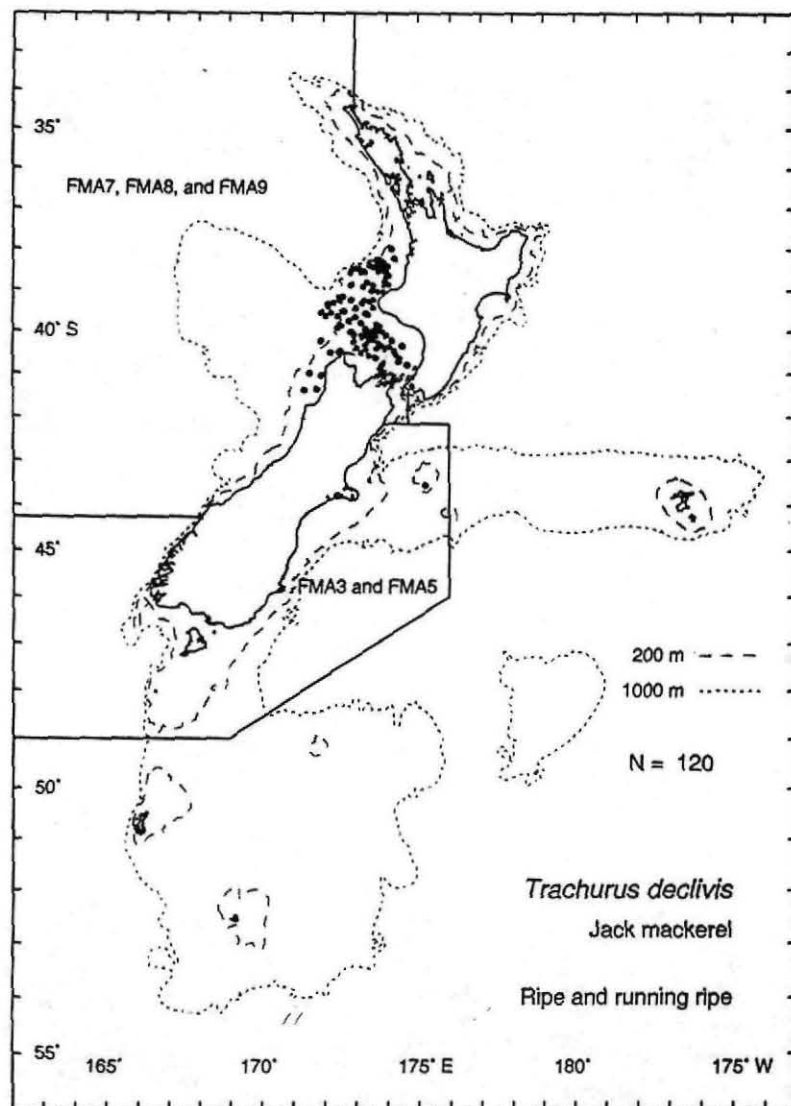 35°
FMA7, FMA8, and FMA9
40° S
45°
FMA3 and FMA5
200 m
1000 m
N = 120
50°
Trachurus declivis
Jack mackerel
Ripe and running ripe
55°
165° 170° 175° E 180° 175° W